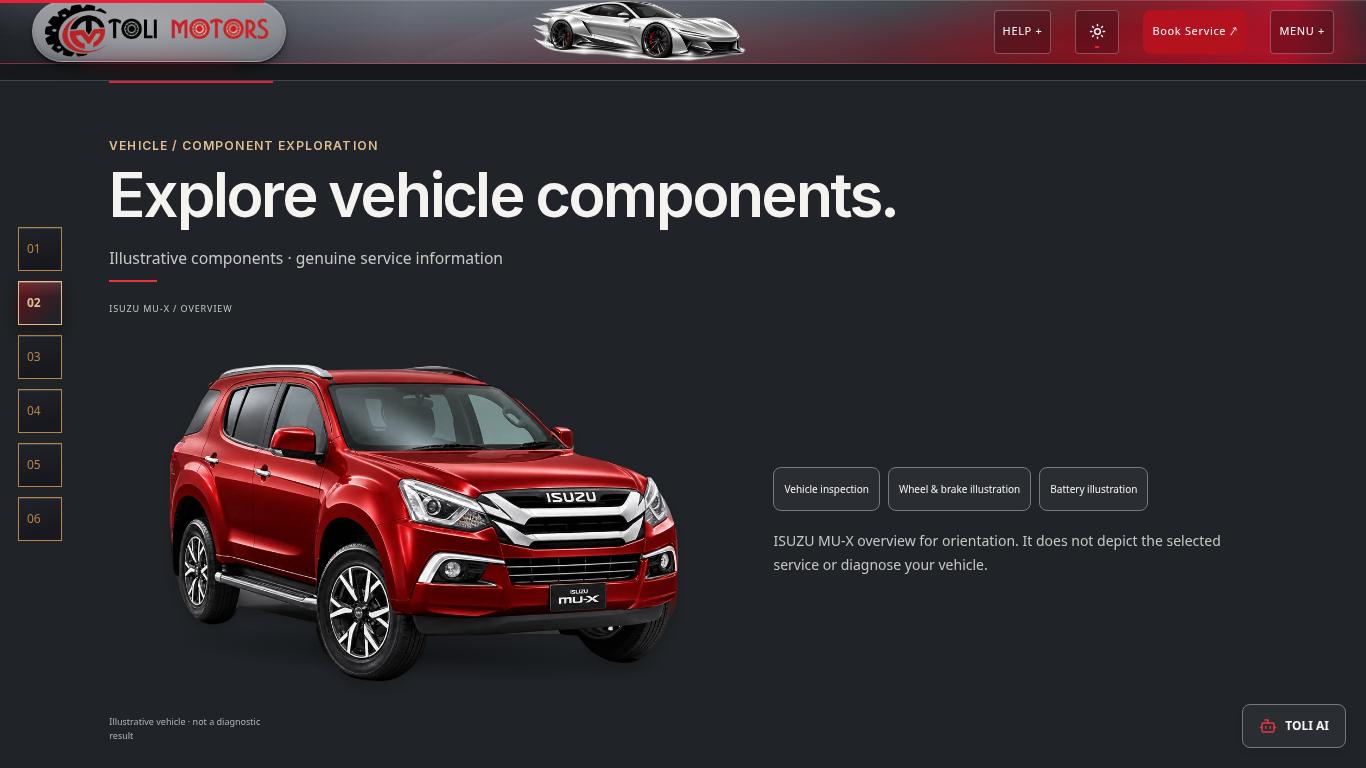 TOLI MOTORS
HELP +
Book Service ↗
MENU +
VEHICLE / COMPONENT EXPLORATION
Explore vehicle components.
Illustrative components · genuine service information
ISUZU MU-X / OVERVIEW
01
02
03
04
05
06
ISUZU
ISUZU
mu-x
Vehicle inspection
Wheel & brake illustration
Battery illustration
ISUZU MU-X overview for orientation. It does not depict the selected
service or diagnose your vehicle.
Illustrative vehicle · not a diagnostic
result
TOLI AI